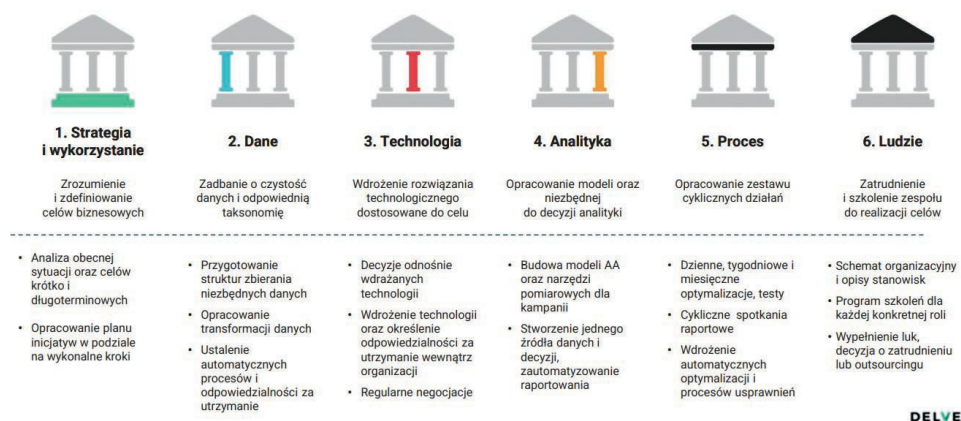 1. Strategia
i wykorzystanie
Zrozumienie
i zdefiniowanie
celów biznesowych
• Analiza obecnej
sytuacji oraz celów
krótko i
długoterminowych
• Opracowanie planu
inicjatyw w podziale
na wykonalne kroki
2. Dane
Zadbanie o czystość
danych i odpowiednią
taksonomię
• Przygotowanie
struktur zbierania
niezbędnych danych
• Opracowanie
transformacji danych
• Ustalenie
automatycznych
procesów i
odpowiedzialności za
utrzymanie
3. Technologia
Wdrożenie rozwiązania
technologicznego
dostosowane do celu
• Decyzje odnośnie
wdrażanych
technologii
• Wdrożenie technologii
oraz określenie
odpowiedzialności za
utrzymanie wewnątrz
organizacji
• Regularne negocjacje
4. Analityka
Opracowanie modeli oraz
niezbędnej
do decyzji analityki
• Budowa modeli AA
oraz narzędzi
pomiarowych dla
kampanii
• Stworzenie jednego
źródła danych i
decyzji,
zautomatyzowanie
raportowania
5. Proces
Opracowanie zestawu
cyklicznych działań
• Dzienne, tygodniowe i
miesięczne
optymalizacje, testy
• Cykliczne spotkania
raportowe
• Wdrożenie
automatycznych
optymalizacji i
procesów usprawnień
6. Ludzie
Zatrudnienie
i szkolenie zespołu
do realizacji celów
• Schemat organizacyjny
i opisy stanowisk
• Program szkoleń dla
każdej konkretnej roli
• Wypełnienie luk,
decyzja o zatrudnieniu
lub outsourcingu
DELVE